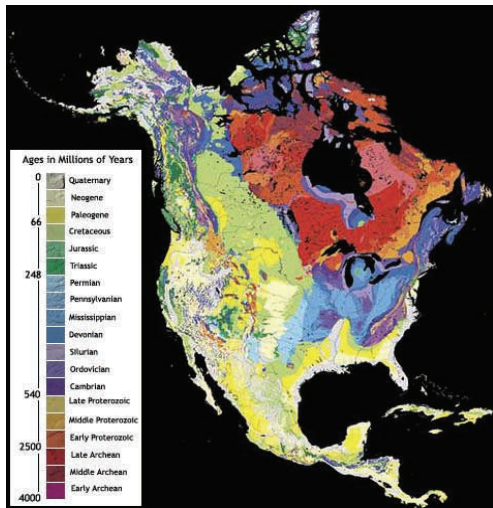 Ages in Millions of Years
0
Quaternary
Neogene
Paleogene
66
Cretaceous
Jurassic
248
Triassic
Permian
Pennsylvanian
Mississippian
Devonian
Silurian
Ordovician
540
Cambrian
Late Proterozoic
Middle Proterozoic
Early Proterozoic
2500
Late Archean
Middle Archean
Early Archean
4000